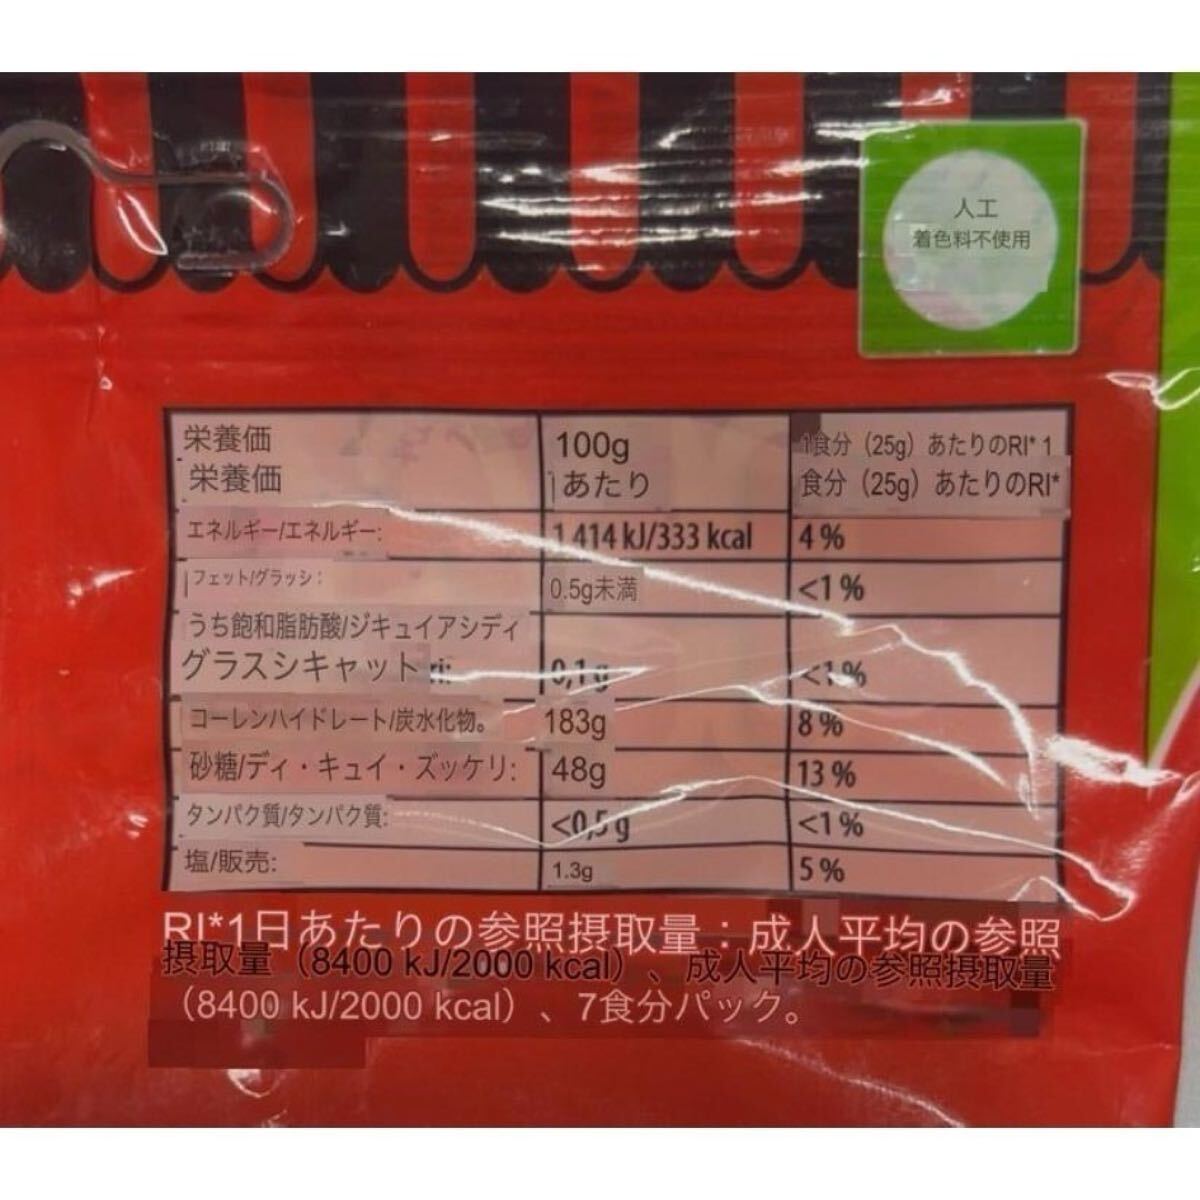 人工
着色料不使用
栄養価
栄養価
100g
あたり
1食分（25g）あたりのRI* 1
食分（25g）あたりのRI*
エネルギー/エネルギー:
1 414 kJ/333 kcal
4 %
フェット/グラッシ：
0.5g未満
<1 %
うち飽和脂肪酸/ジキュイアシディ
グラスシキャット ri:
0,1 g
<1 %
コーレンハイドレート/炭水化物。
183g
8 %
砂糖/ディ・キュイ・ズッケリ:
48g
13 %
タンパク質/タンパク質:
<0,5 g
<1 %
塩/販売:
1.3g
5 %
RI*1日あたりの参照摂取量：成人平均の参照
摂取量（8400 kJ/2000 kcal）、成人平均の参照摂取量
（8400 kJ/2000 kcal）、7食分パック。